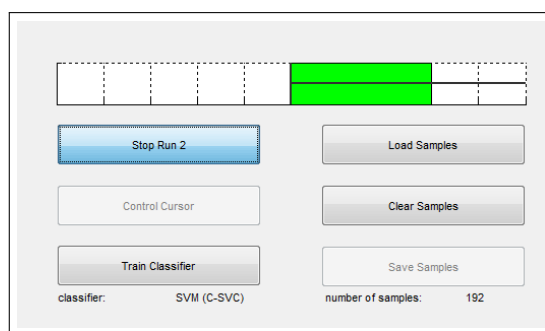 Stop Run 2
Load Samples
Control Cursor
Clear Samples
Train Classifier
Save Samples
classifier: SVM (C-SVC)
number of samples: 192